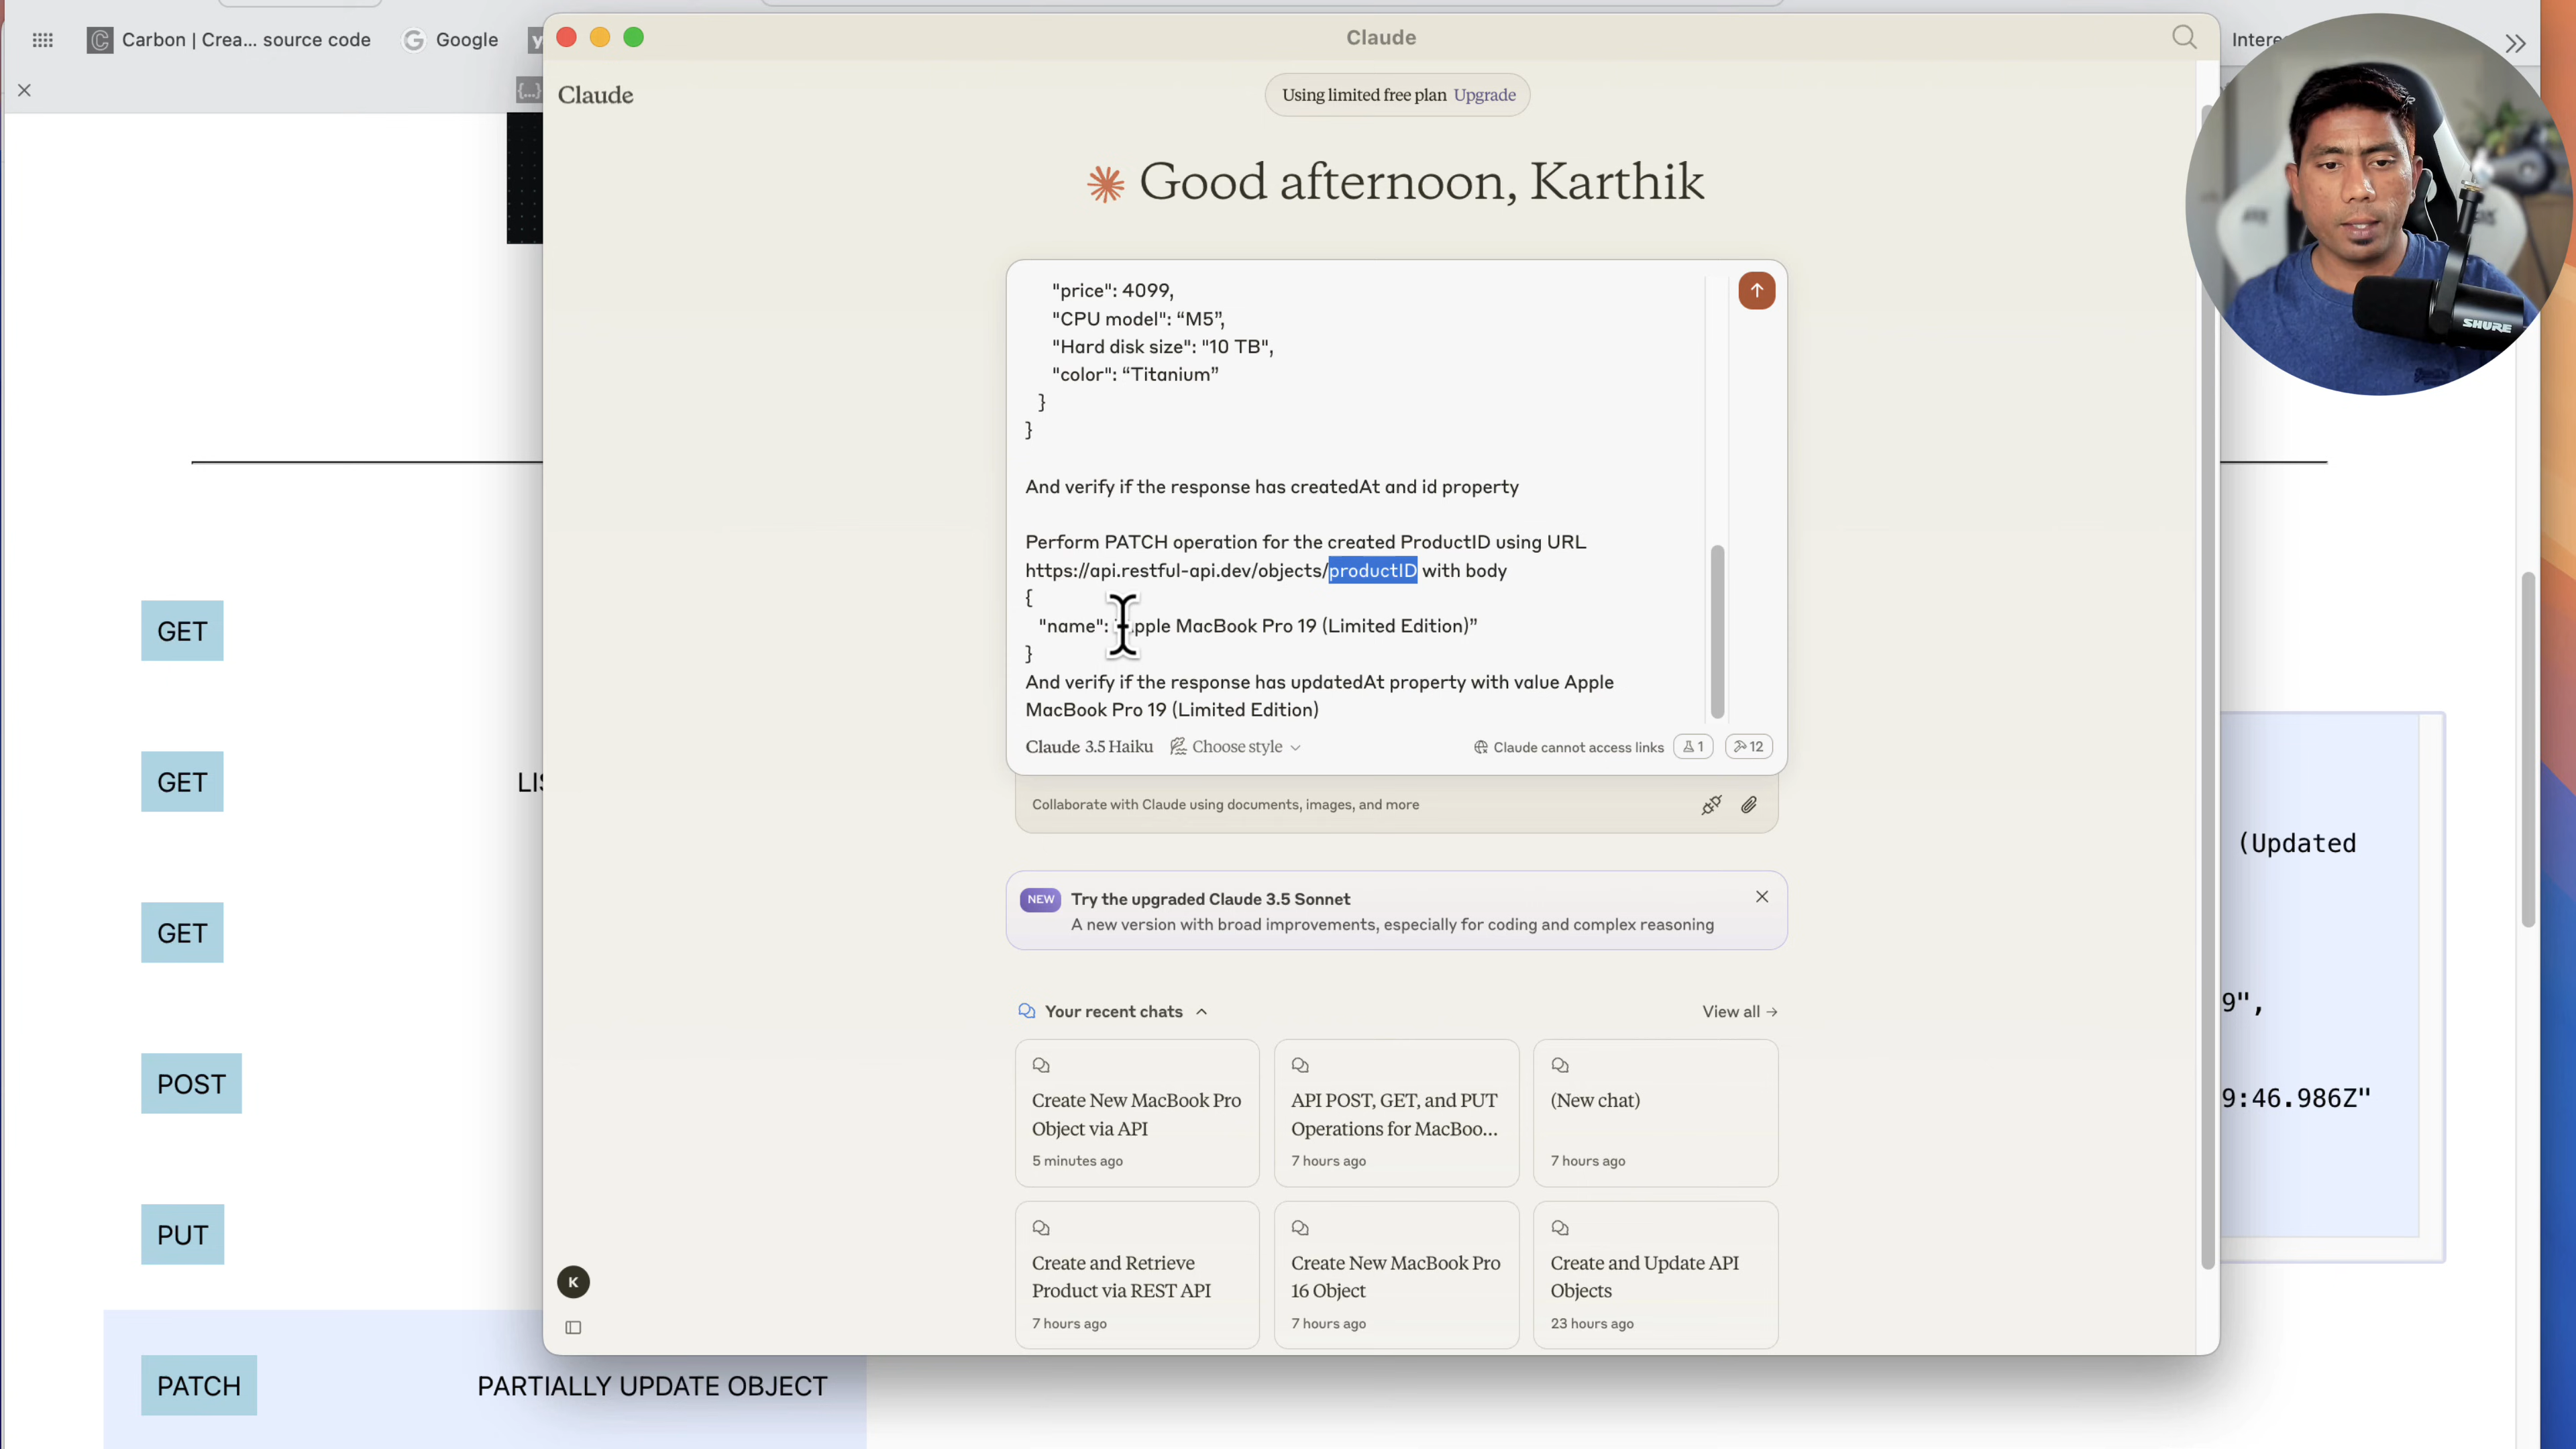 Carbon | Crea... source code
Google
Claude
Claude
Using limited free plan Upgrade
Good afternoon, Karthik
"price": 4099,
"CPU model": “M5”,
"Hard disk size": "10 TB",
"color": “Titanium”
}
}
And verify if the response has createdAt and id property
Perform PATCH operation for the created ProductID using URL
https://api.restful-api.dev/objects/productID with body
{
"name": pple MacBook Pro 19 (Limited Edition)”
}
And verify if the response has updatedAt property with value Apple
MacBook Pro 19 (Limited Edition)
Claude 3.5 Haiku
Choose style
Claude cannot access links
1
12
Collaborate with Claude using documents, images, and more
NEW
Try the upgraded Claude 3.5 Sonnet
A new version with broad improvements, especially for coding and complex reasoning
Your recent chats
View all →
Create New MacBook Pro
Object via API
5 minutes ago
API POST, GET, and PUT
Operations for MacBoo...
7 hours ago
(New chat)
7 hours ago
Create and Retrieve
Product via REST API
7 hours ago
Create New MacBook Pro
16 Object
7 hours ago
Create and Update API
Objects
23 hours ago
K
GET
GET
GET
POST
PUT
PATCH
PARTIALLY UPDATE OBJECT
(Updated
9",
9:46.986Z"
SHURE